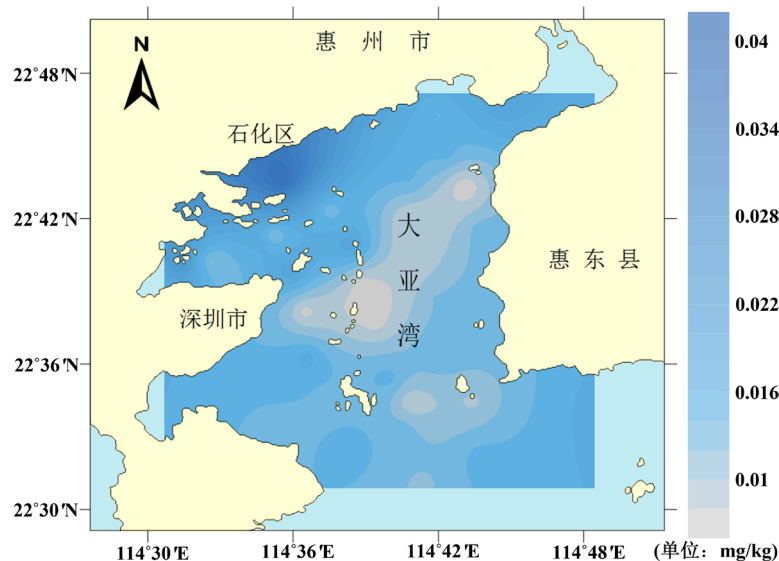 惠州市
0.04
N
22°48′N
石化区
0.034
0.028
22°42′N
大亚湾
惠东县
0.022
深圳市
22°36′N
0.016
0.01
22°30′N
114°30′E
114°36′E
114°42′E
114°48′E
(单位：mg/kg)